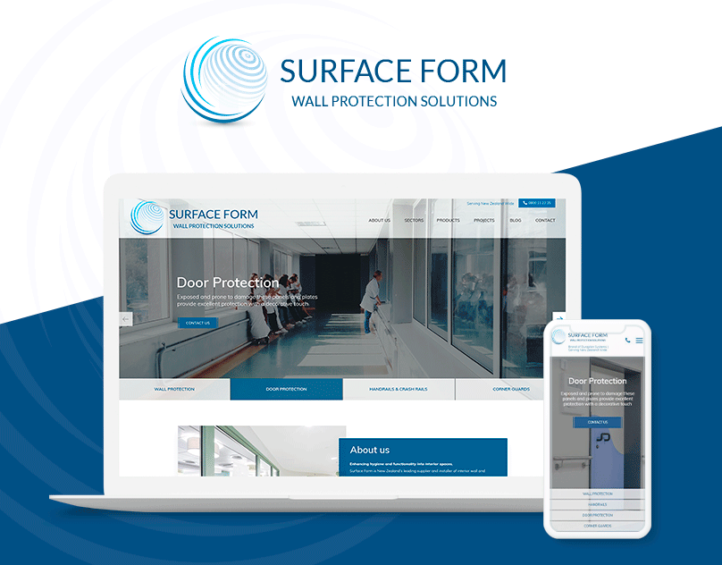 SURFACE FORM
WALL PROTECTION SOLUTIONS
Serving New Zealand Wide
SURFACE FORM
WALL PROTECTION SOLUTIONS
ABOUT US SECTORS PRODUCTS PROJECTS BLOG CONTACT
Door Protection
Exposed and prone to damage these panels and plates
provide excellent protection with a decorative touch
CONTACT US
WALL PROTECTION DOOR PROTECTION HANDRAILS & CRASH RAILS CORNER GUARDS
About us
Enhancing hygiene and functionality into interior spaces.
Surface Form is New Zealand's leading supplier and installer of interior wall and
SURFACE FORM
Door Protection
Exposed and prone to damage these
panels and plates provide excellent
protection with a decorative touch
CONTACT US
WALL PROTECTION
HANDRAILS
DOOR PROTECTION
CORNER GUARDS